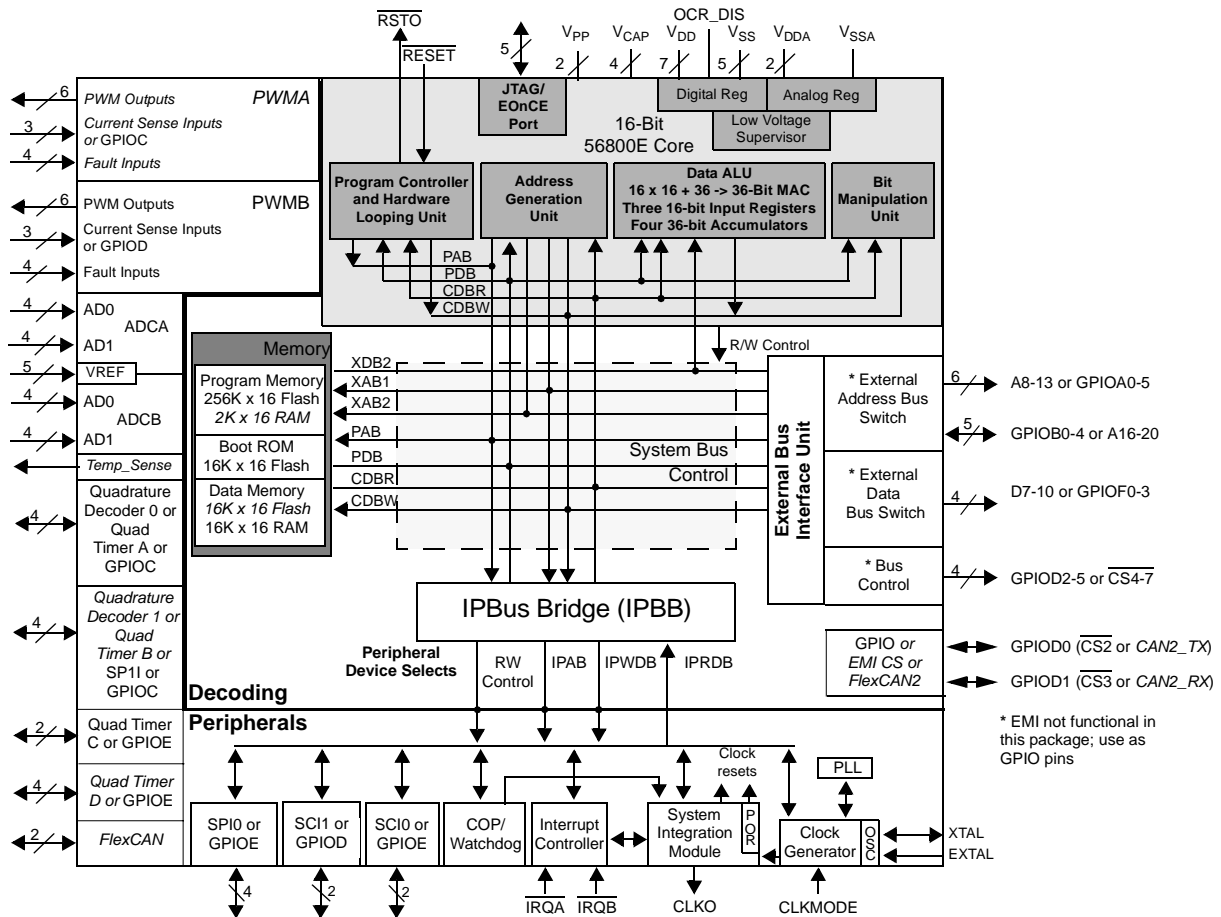 RSTO
RESET
5
VPP
2
VCAP
4
VDD
7
OCR_DIS
VSS
5
VDDA
2
VSSA
JTAG/
EOnCE
Port
Digital Reg
Analog Reg
Low Voltage
Supervisor
16-Bit
56800E Core
6
PWM Outputs
PWMA
3
Current Sense Inputs
or GPIOC
4
Fault Inputs
6
PWM Outputs
PWMB
3
Current Sense Inputs
or GPIOD
4
Fault Inputs
Program Controller
and Hardware
Looping Unit
Address
Generation
Unit
Data ALU
16 x 16 + 36 -> 36-Bit MAC
Three 16-bit Input Registers
Four 36-bit Accumulators
Bit
Manipulation
Unit
PAB
PDB
CDBR
CDBW
4
AD0
ADCA
4
AD1
5
VREF
4
AD0
ADCB
4
AD1
Temp_Sense
4
Quadrature
Decoder 0 or
Quad
Timer A or
GPIOC
4
Quadrature
Decoder 1 or
Quad
Timer B or
SP1I or
GPIOC
2
Quad Timer
C or GPIOE
4
Quad Timer
D or GPIOE
2
FlexCAN
Memory
Program Memory
256K x 16 Flash
2K x 16 RAM
Boot ROM
16K x 16 Flash
Data Memory
16K x 16 Flash
16K x 16 RAM
XDB2
XAB1
XAB2
PAB
PDB
CDBR
CDBW
R/W Control
System Bus
Control
External Bus
Interface Unit
* External
Address Bus
Switch
* External
Data
Bus Switch
* Bus
Control
6
A8-13 or GPIOA0-5
5
GPIOB0-4 or A16-20
4
D7-10 or GPIOF0-3
4
GPIOD2-5 or CS4-7
GPIO or
EMI CS or
FlexCAN2
GPIOD0 (CS2 or CAN2_TX)
GPIOD1 (CS3 or CAN2_RX)
* EMI not functional in
this package; use as
GPIO pins
IPBus Bridge (IPBB)
Peripheral
Device Selects
RW
Control
IPAB
IPWDB
IPRDB
Decoding
Peripherals
Clock
resets
PLL
SPI0 or
GPIOE
SCI1 or
GPIOD
SCI0 or
GPIOE
COP/
Watchdog
Interrupt
Controller
System
Integration
Module
POR
Clock
Generator
OSC
XTAL
EXTAL
4
2
2
IRQA
IRQB
CLKO
CLKMODE